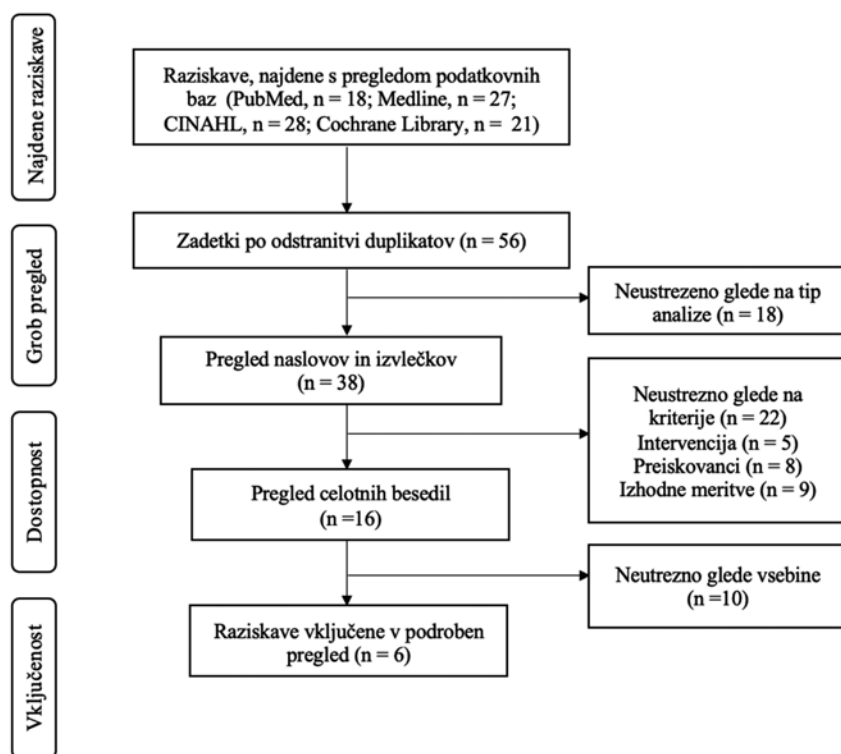 Najdene raziskave
Raziskave, najdene s pregledom podatkovnih
baz (PubMed, n = 18; Medline, n = 27;
CINAHL, n = 28; Cochrane Library, n = 21)
Grob pregled
Zadetki po odstranitvi duplikatov (n = 56)
Neustrezeno glede na tip
analize (n = 18)
Pregled naslovov in izvlečkov
(n = 38)
Neustrezno glede na
kriterije (n = 22)
Intervencija (n = 5)
Preiskovanci (n = 8)
Izhodne meritve (n = 9)
Dostopnost
Pregled celotnih besedil
(n =16)
Neutrezno glede vsebine
(n =10)
Vključenost
Raziskave vključene v podroben
pregled (n = 6)